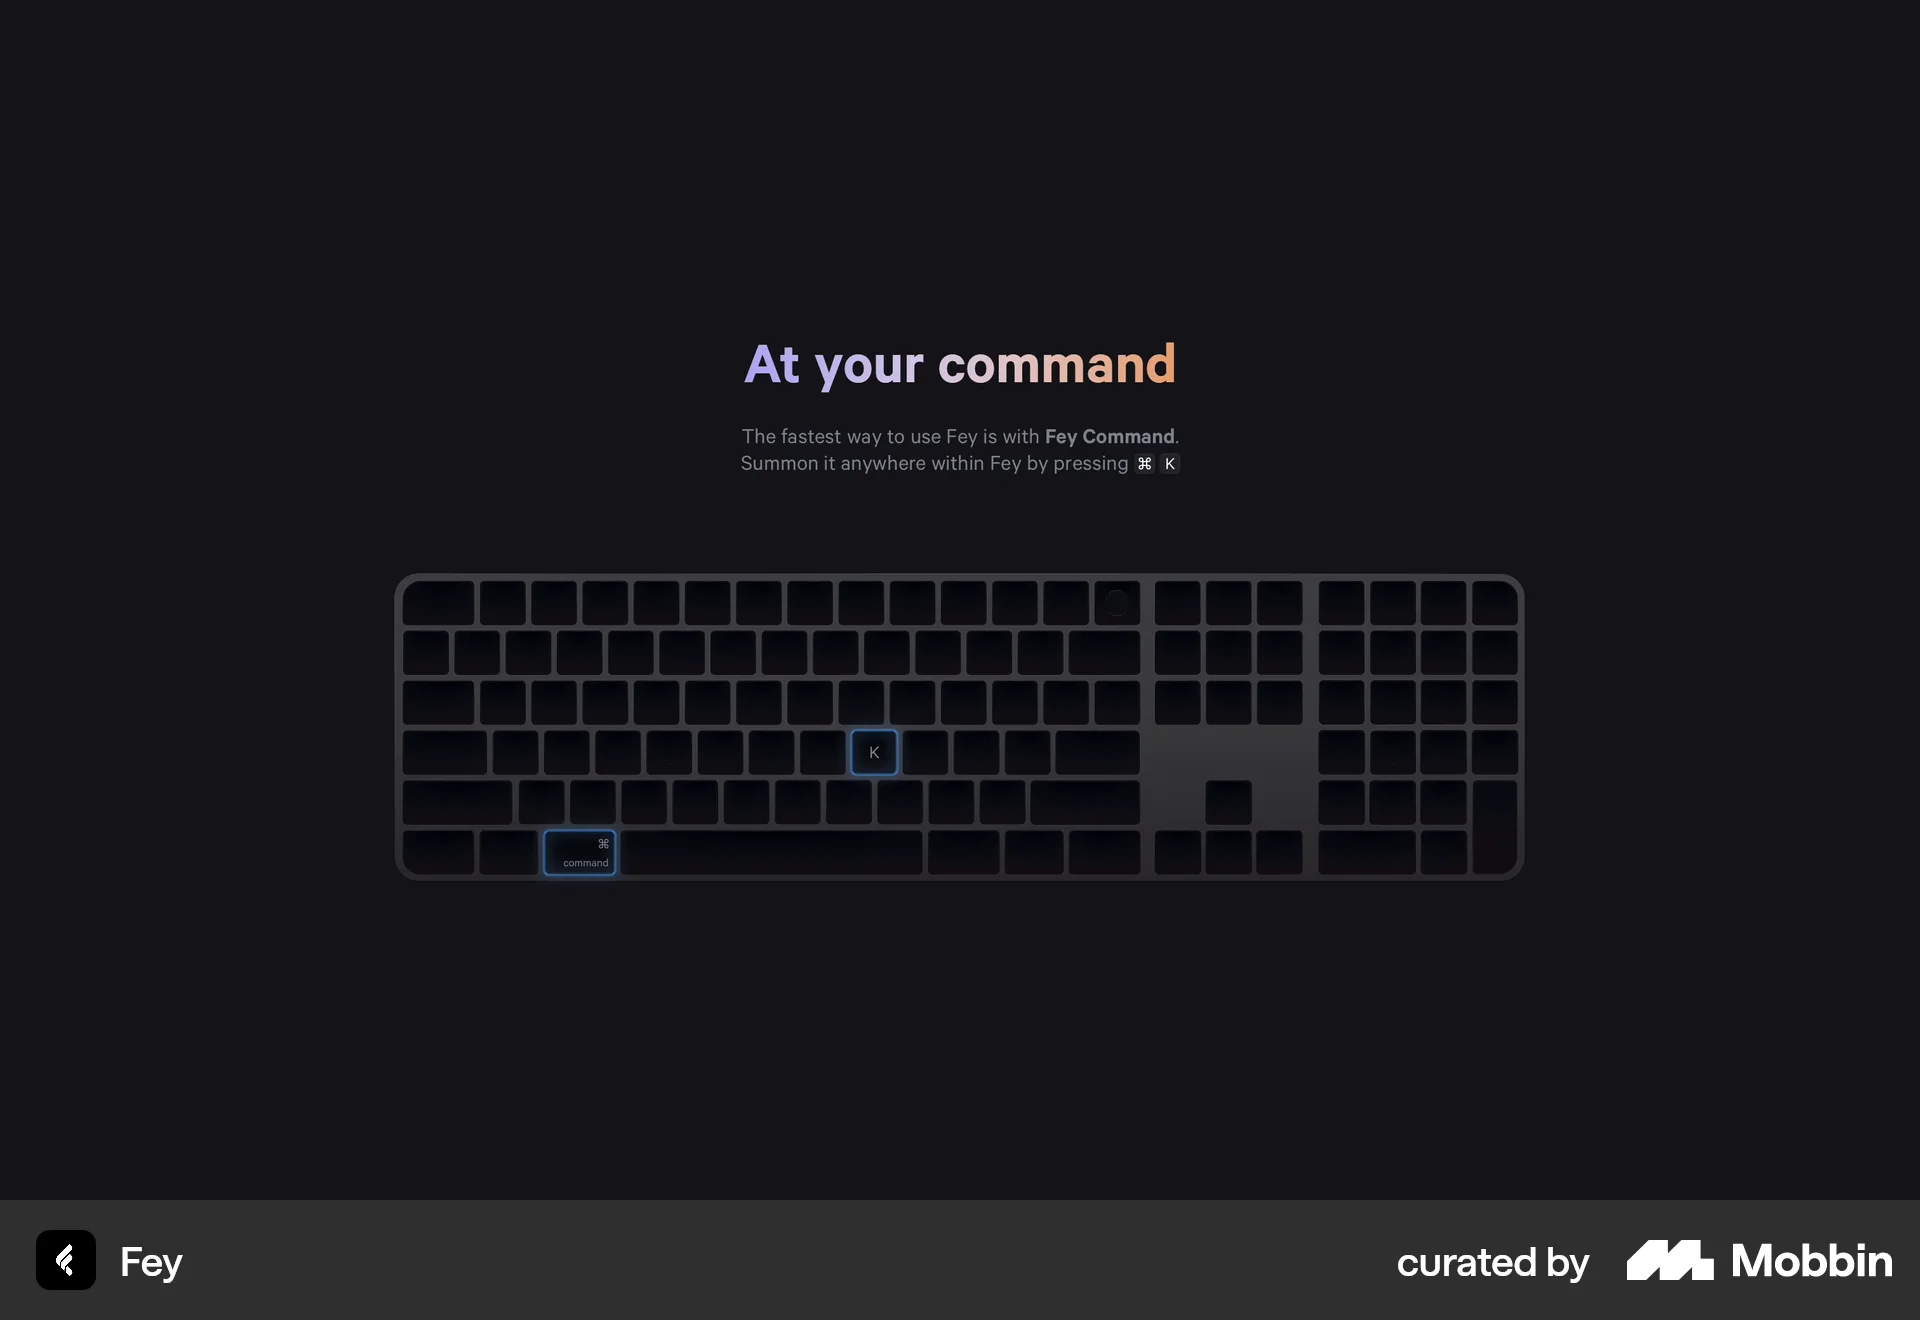 At your command
The fastest way to use Fey is with Fey Command.
Summon it anywhere within Fey by pressing ⌘ K
K
⌘
command
Fey
curated by Mobbin